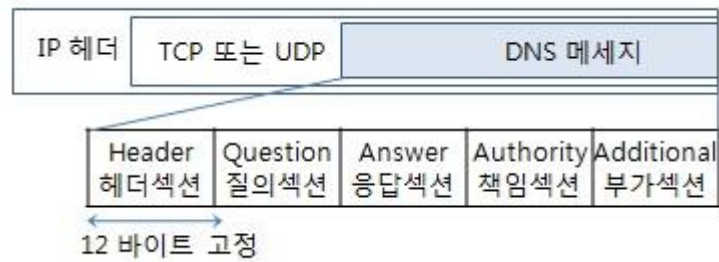 IP 헤더 TCP 또는 UDP DNS 메세지
Header Question Answer Authority Additional
헤더섹션 질의섹션 응답섹션 책임섹션 부가섹션
12 바이트 고정